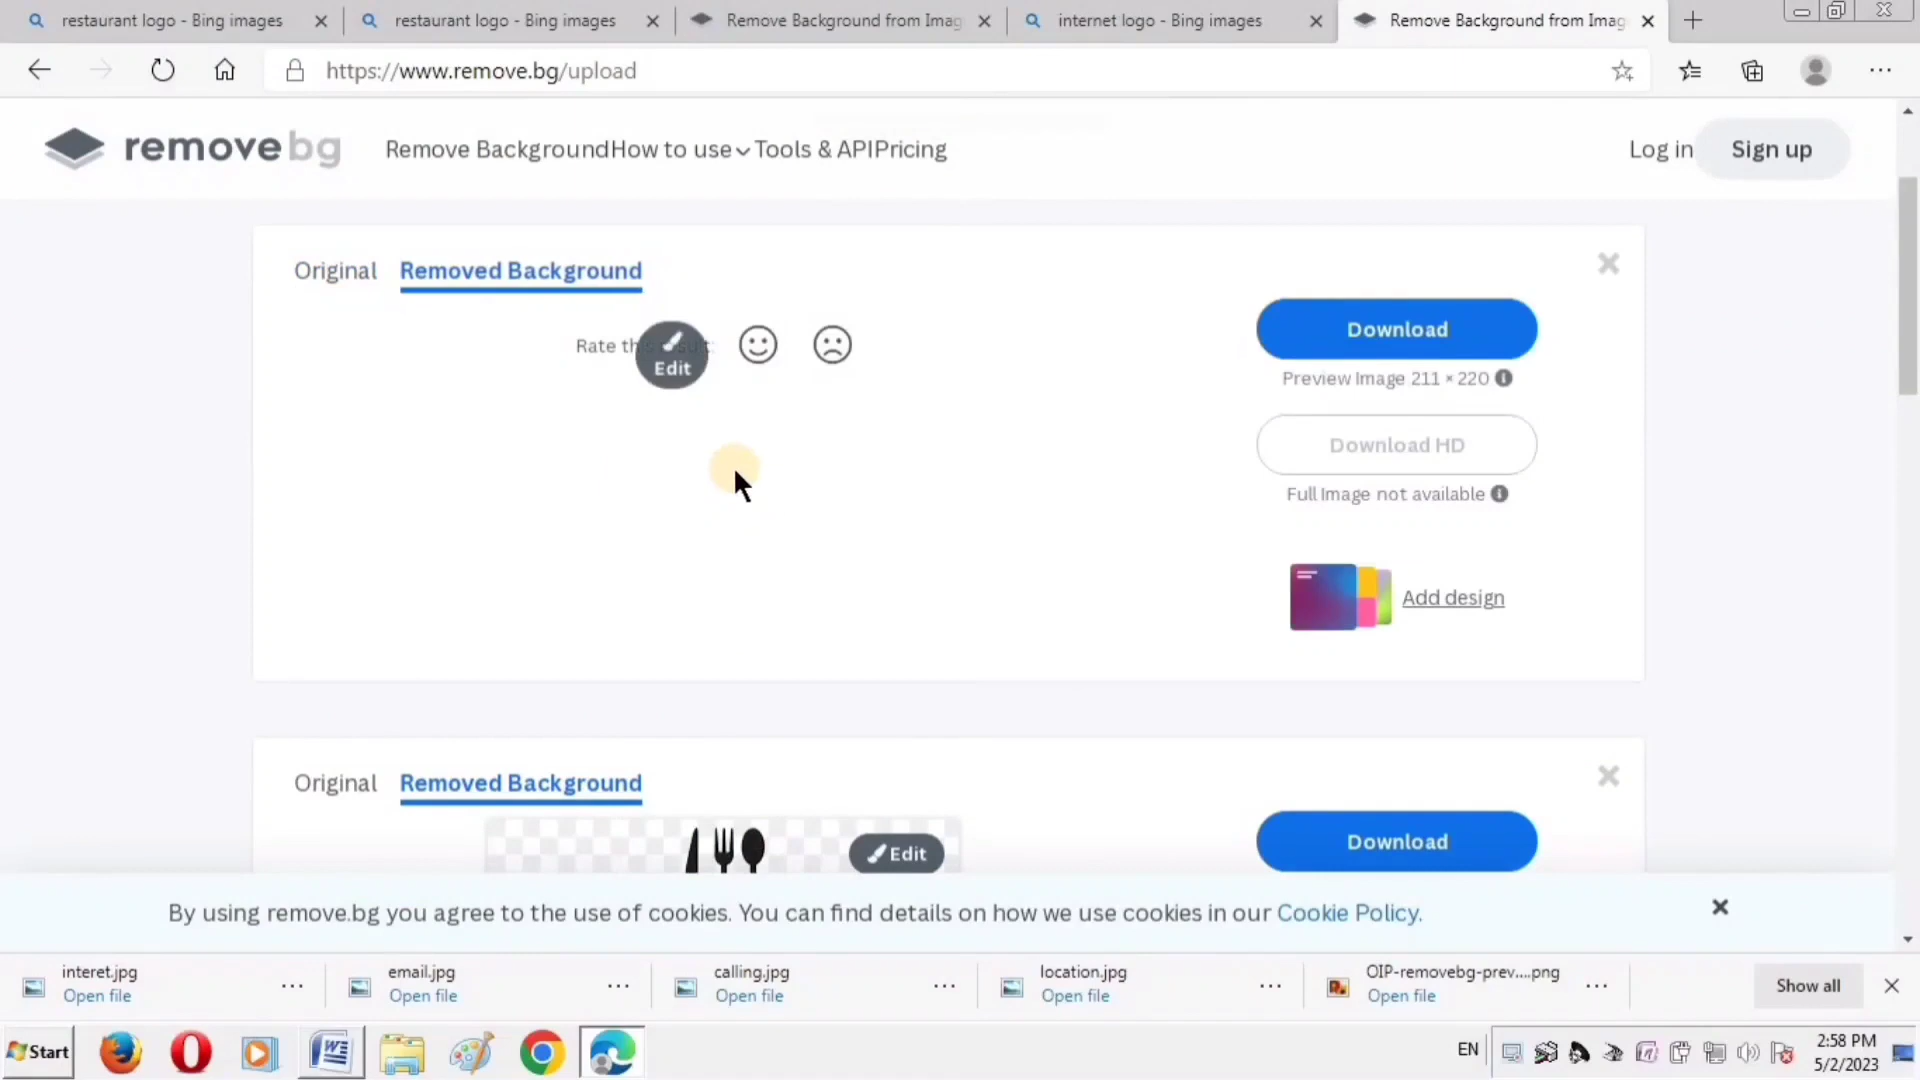 restaurant logo - Bing images
restaurant logo - Bing images
Remove Background from Imag
internet logo - Bing images
Remove Background from Imag
https://www.remove.bg/upload
removebg
Remove Background
How to use
Tools & API
Pricing
Log in
Sign up
Original
Removed Background
Rate th
Edit
Download
Preview Image 211 × 220
Download HD
Full Image not available
Add design
Original
Removed Background
Edit
Download
By using remove.bg you agree to the use of cookies. You can find details on how we use cookies in our Cookie Policy.
interet.jpg
Open file
email.jpg
Open file
calling.jpg
Open file
location.jpg
Open file
OIP-removebg-prev....png
Open file
Show all
Start
EN
2:58 PM
5/2/2023